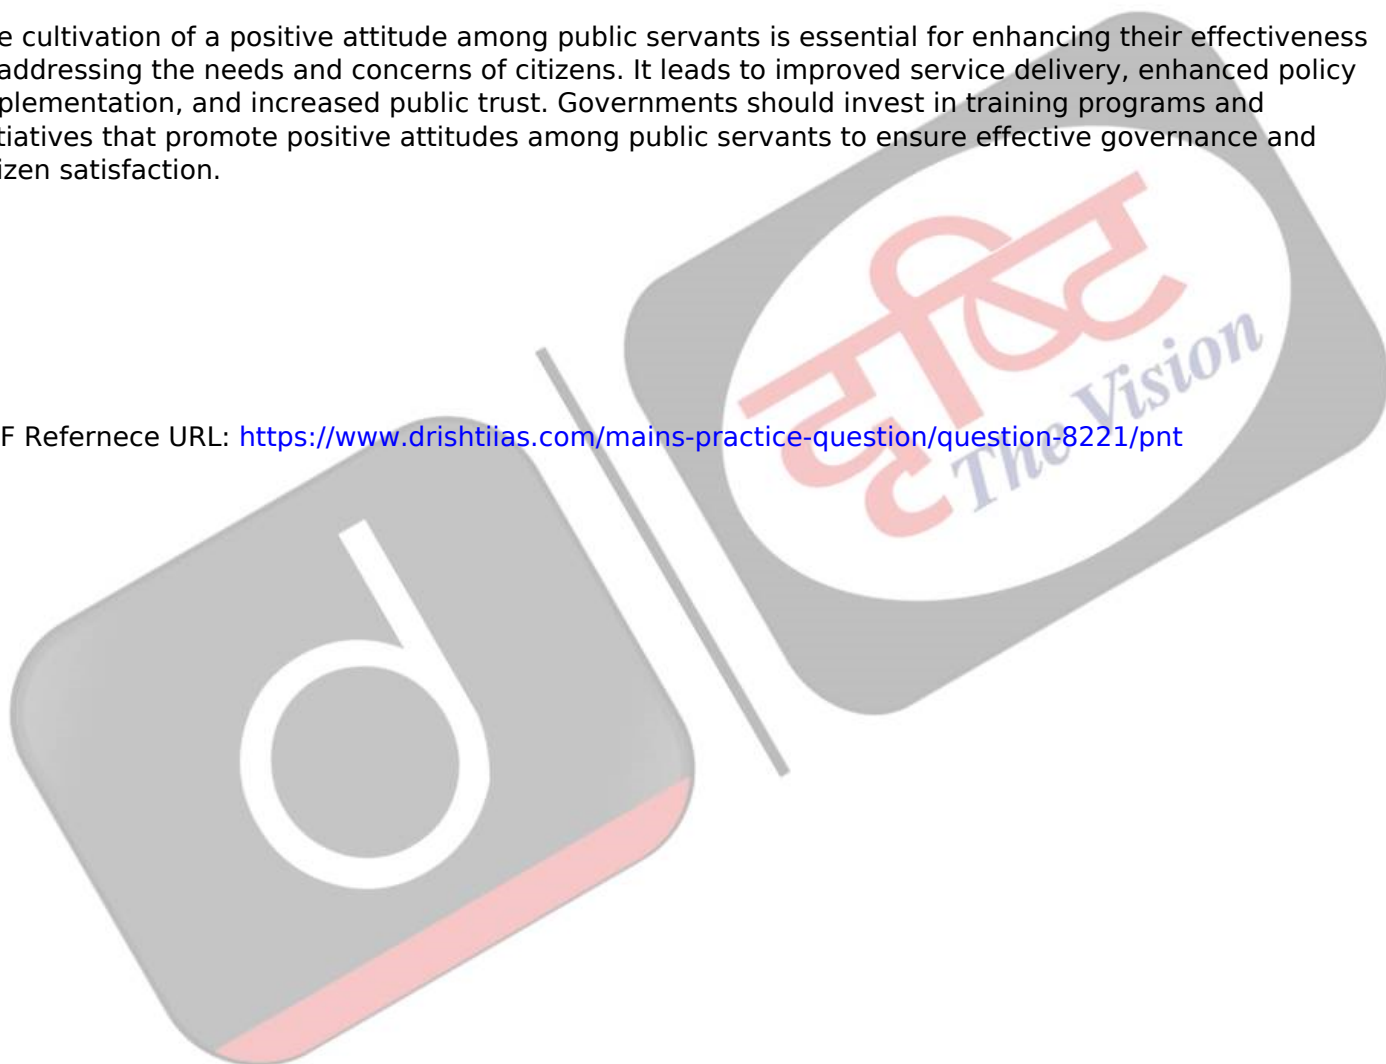 e cultivation of a positive attitude among public servants is essential for enhancing their effectiveness
addressing the needs and concerns of citizens. It leads to improved service delivery, enhanced policy
plementation, and increased public trust. Governments should invest in training programs and
tiatives that promote positive attitudes among public servants to ensure effective governance and
izen satisfaction.
दृष्टि
The Vision
F Refernece URL: https://www.drishtiias.com/mains-practice-question/question-8221/pnt
d